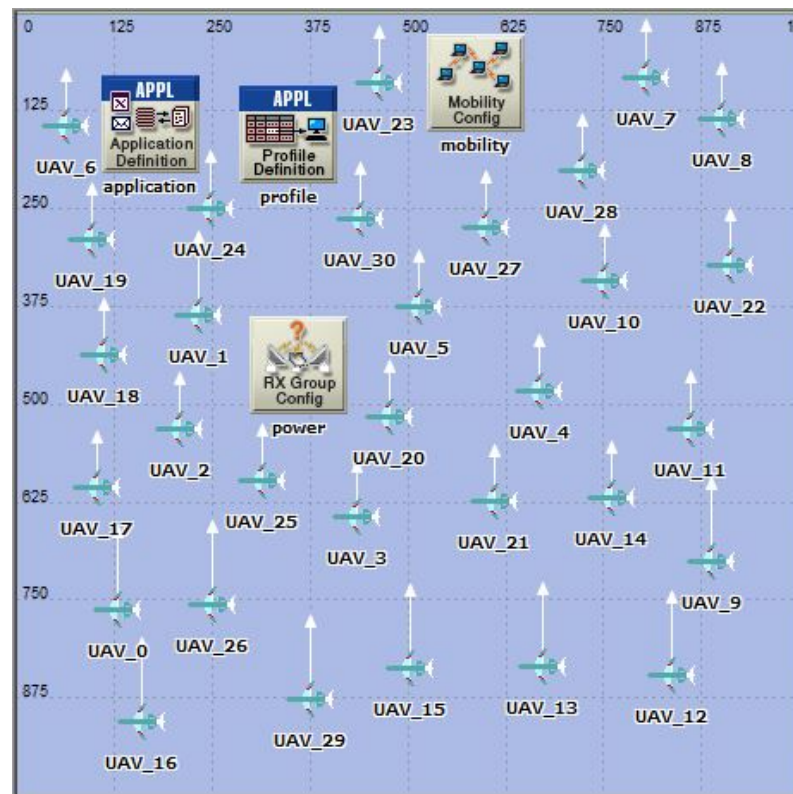 0 125 250 375 500 625 750 875 1
125
250
375
500
625
750
875
APPL
Application
Definition
application
APPL
Profiile
Definition
profile
Mobility
Config
mobility
RX Group
Config
power
UAV_23
UAV_7
UAV_8
UAV_6
UAV_28
UAV_24
UAV_30
UAV_27
UAV_19
UAV_22
UAV_10
UAV_1
UAV_5
UAV_18
UAV_4
UAV_2
UAV_20
UAV_11
UAV_17
UAV_25
UAV_3
UAV_21
UAV_14
UAV_9
UAV_0
UAV_26
UAV_15
UAV_13
UAV_12
UAV_29
UAV_16